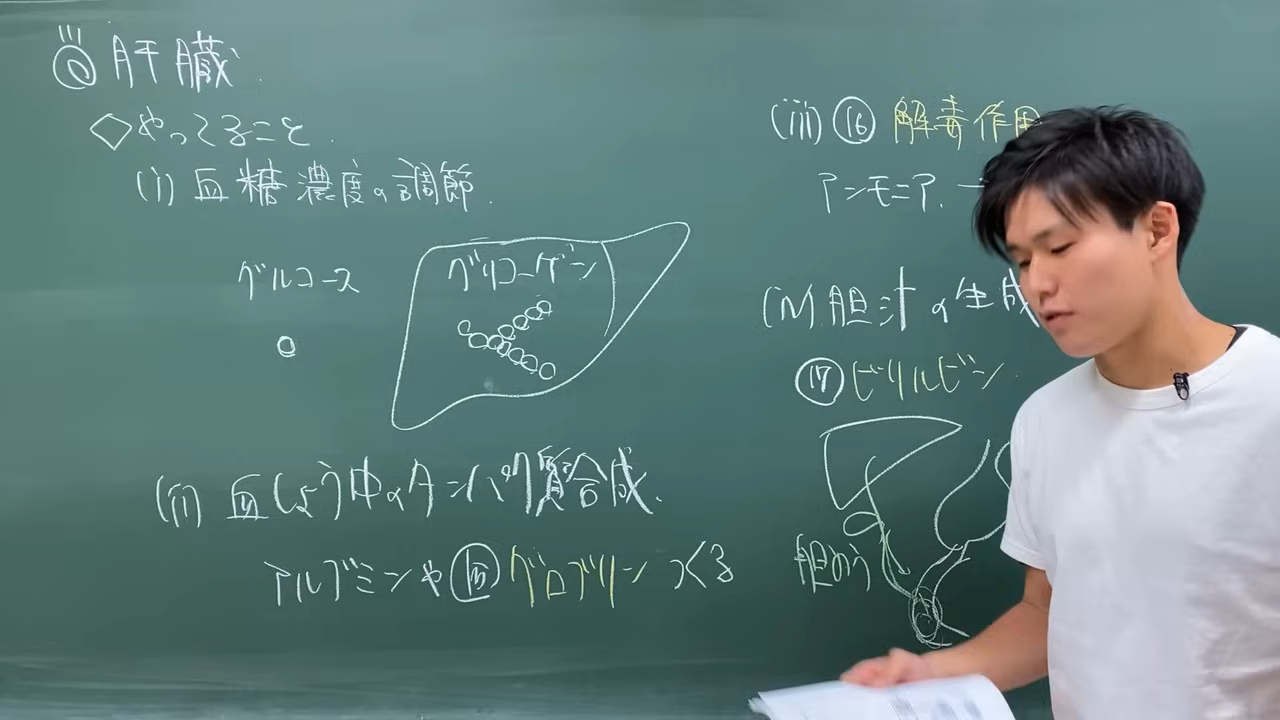 ◎肝臓
◇やってること
(i)血糖濃度の調節
グルコース
グリコーゲン
(ii)血しょう中のタンパク質合成
アルブミンや⑮グロブリンつくる
(iii)⑯解毒作用
アンモニア
(iv)胆汁の生成
⑰ビリルビン
胆のう